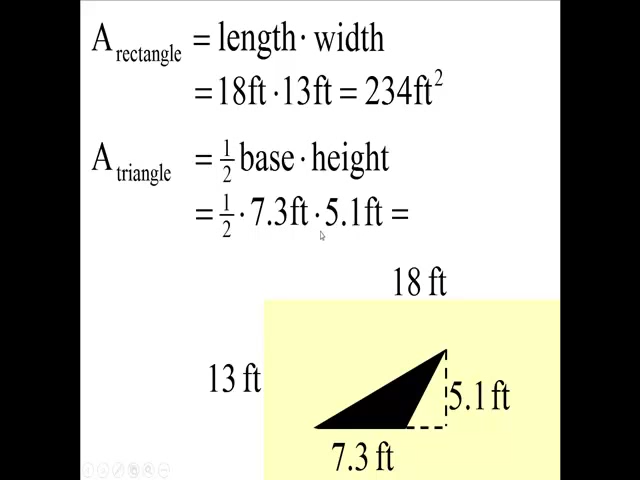 A rectangle = length · width
= 18ft · 13ft = 234ft²
A triangle = ½ base · height
= ½ · 7.3ft · 5.1ft =
18 ft
13 ft
5.1 ft
7.3 ft